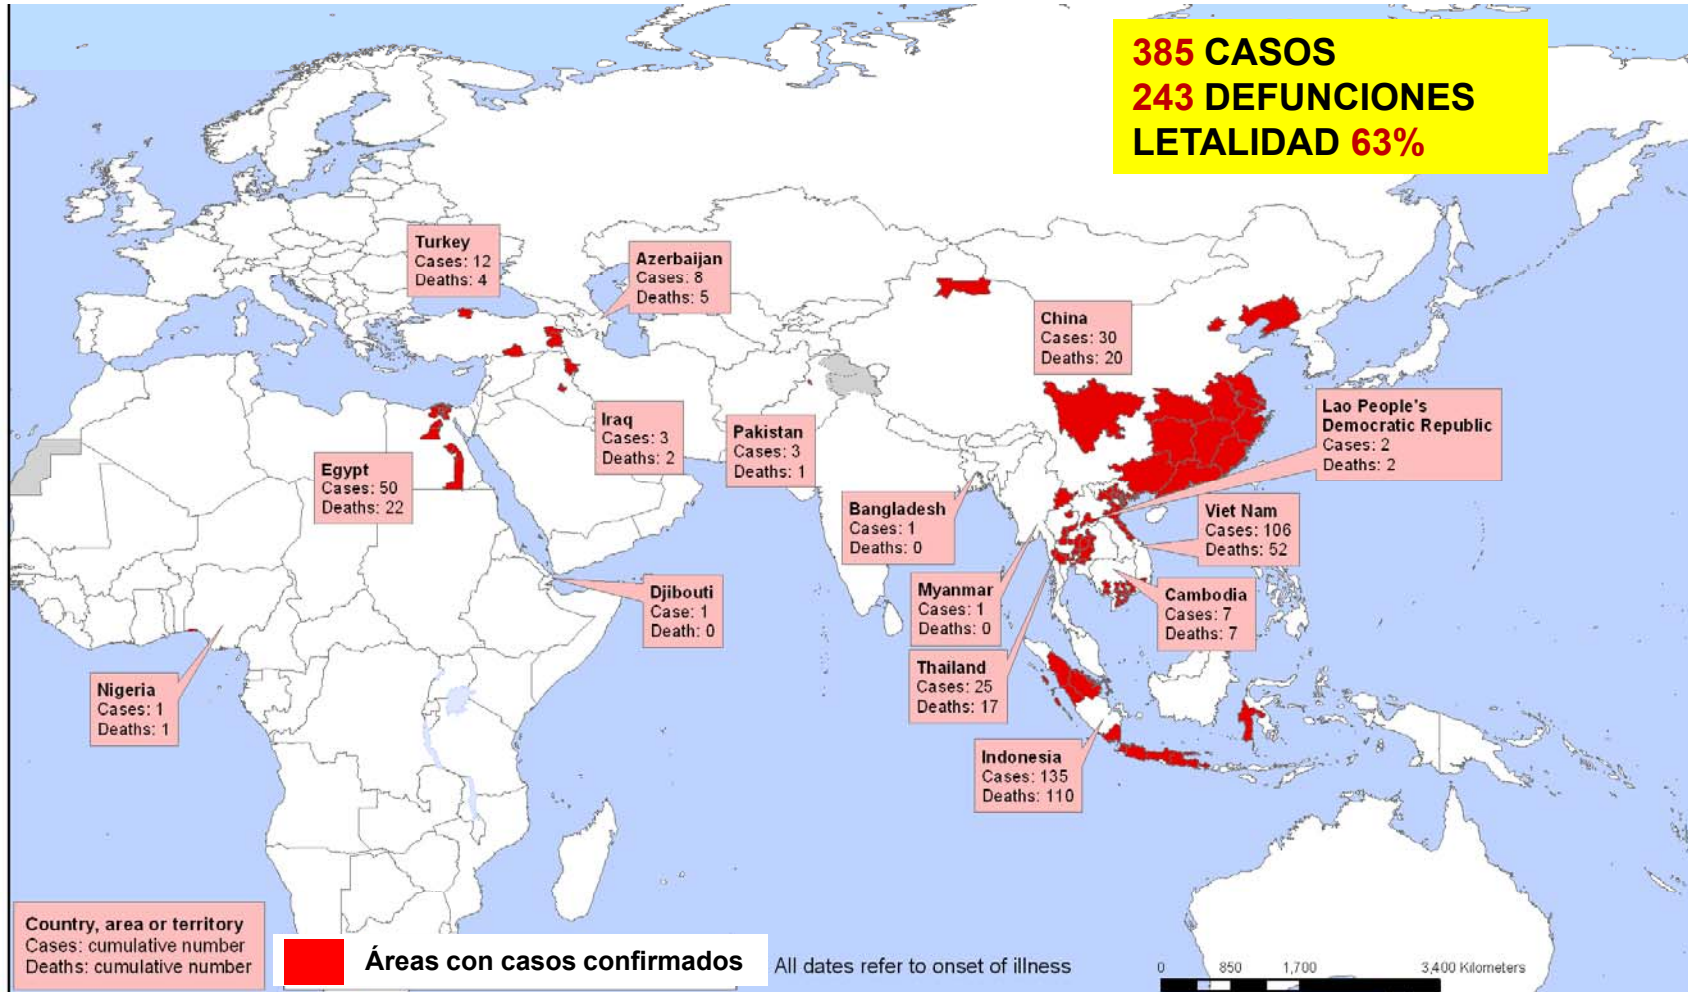 385 CASOS
243 DEFUNCIONES
LETALIDAD 63%
Turkey
Cases: 12
Deaths: 4
Azerbaijan
Cases: 8
Deaths: 5
China
Cases: 30
Deaths: 20
Iraq
Cases: 3
Deaths: 2
Pakistan
Cases: 3
Deaths: 1
Lao People's
Democratic Republic
Cases: 2
Deaths: 2
Egypt
Cases: 50
Deaths: 22
Bangladesh
Cases: 1
Deaths: 0
Viet Nam
Cases: 106
Deaths: 52
Djibouti
Case: 1
Death: 0
Myanmar
Cases: 1
Deaths: 0
Cambodia
Cases: 7
Deaths: 7
Nigeria
Cases: 1
Deaths: 1
Thailand
Cases: 25
Deaths: 17
Indonesia
Cases: 135
Deaths: 110
Country, area or territory
Cases: cumulative number
Deaths: cumulative number
Áreas con casos confirmados
All dates refer to onset of illness
0 850 1,700 3,400 Kilometers